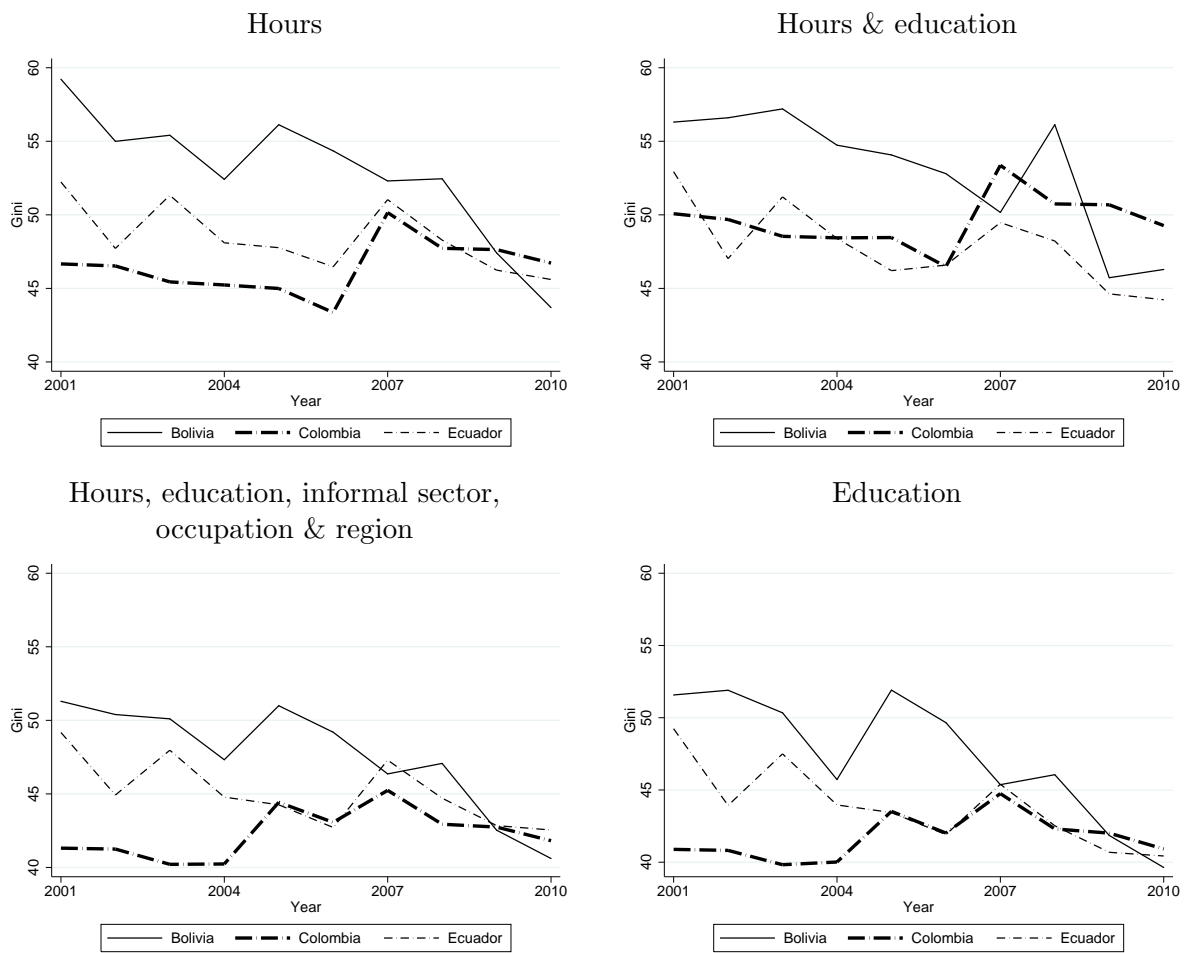 Hours
60
55
50
45
40
Gini
2001 2004 2007 2010
Year
Bolivia Colombia Ecuador
Hours & education
60
55
50
45
40
Gini
2001 2004 2007 2010
Year
Bolivia Colombia Ecuador
Hours, education, informal sector,
occupation & region
60
55
50
45
40
Gini
2001 2004 2007 2010
Year
Bolivia Colombia Ecuador
Education
60
55
50
45
40
Gini
2001 2004 2007 2010
Year
Bolivia Colombia Ecuador